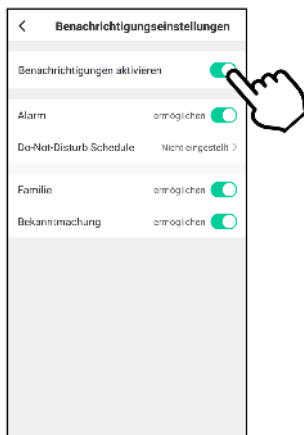 Benachrichtigungseinstellungen
Benachrichtigungen aktivieren
Alarm ermöglichen
Do-Not-Disturb Schedule Nicht eingestellt >
Familie ermöglichen
Bekanntmachung ermöglichen